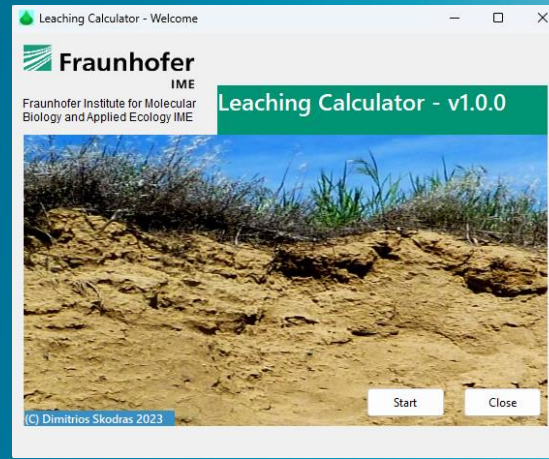 Leaching Calculator - Welcome
Fraunhofer
IME
Fraunhofer Institute for Molecular
Biology and Applied Ecology IME
Leaching Calculator - v1.0.0
Start
Close
(C) Dimitrios Skodras 2023